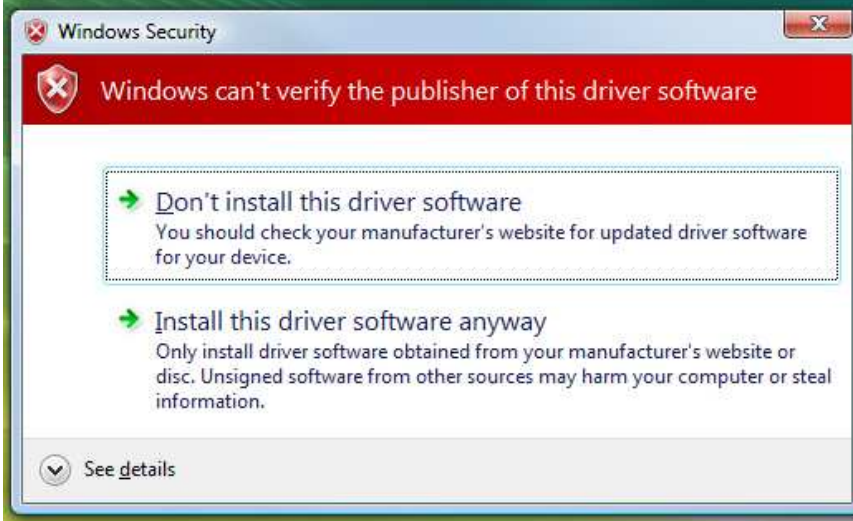 Windows Security
Windows can't verify the publisher of this driver software
Don't install this driver software
You should check your manufacturer's website for updated driver software
for your device.
Install this driver software anyway
Only install driver software obtained from your manufacturer's website or
disc. Unsigned software from other sources may harm your computer or steal
information.
See details